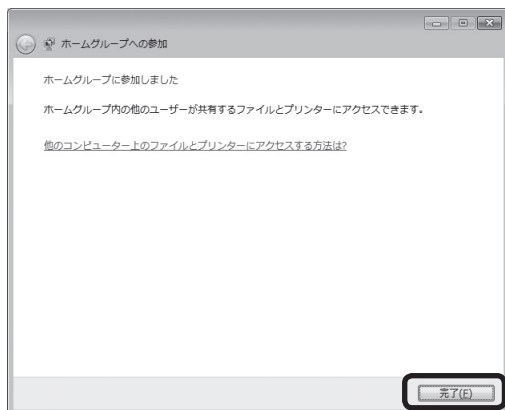 ホームグループへの参加
ホームグループに参加しました
ホームグループ内の他のユーザーが共有するファイルとプリンターにアクセスできます。
他のコンピューター上のファイルとプリンターにアクセスする方法は?
完了(F)